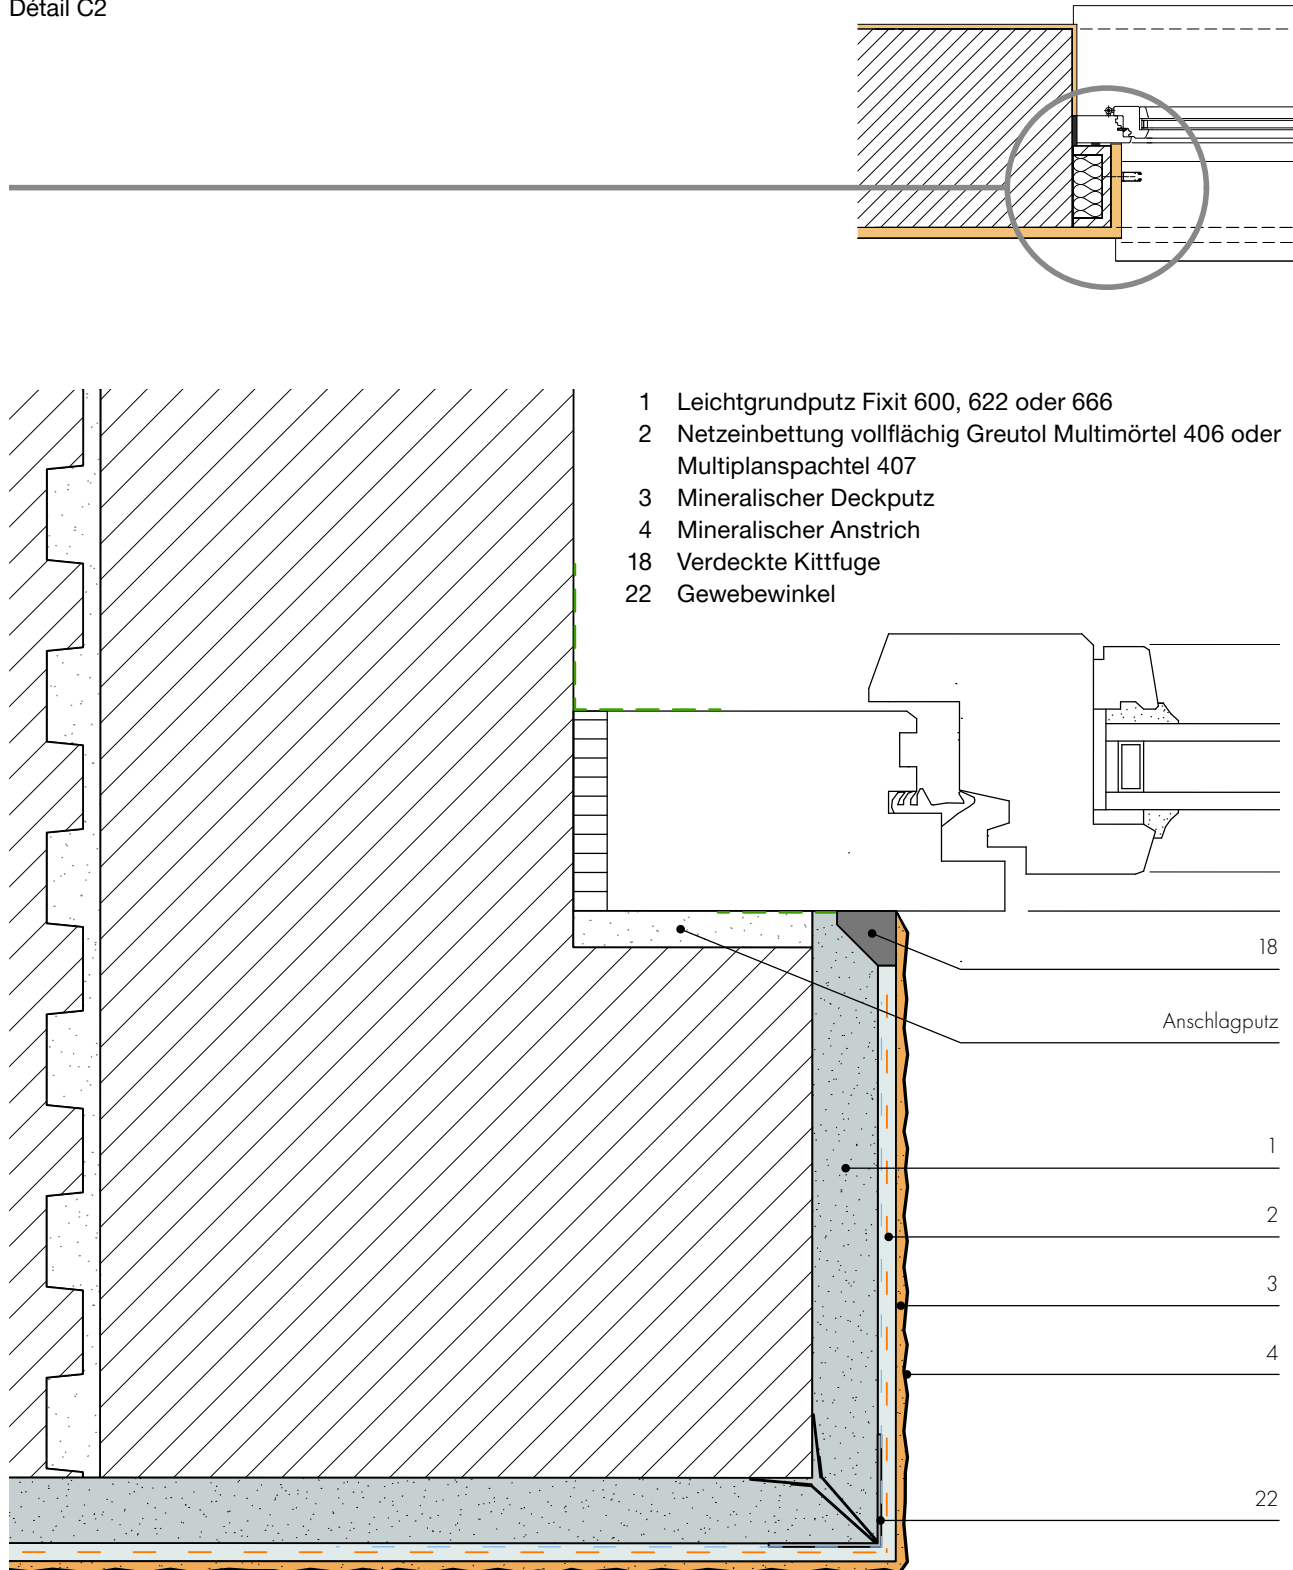 Détail C2
1 Leichtgrundputz Fixit 600, 622 oder 666
2 Netzeinbettung vollflächig Greutol Multimörtel 406 oder
Multiplanspachtel 407
3 Mineralischer Deckputz
4 Mineralischer Anstrich
18 Verdeckte Kittfuge
22 Gewebewinkel
18
Anschlagputz
1
2
3
4
22